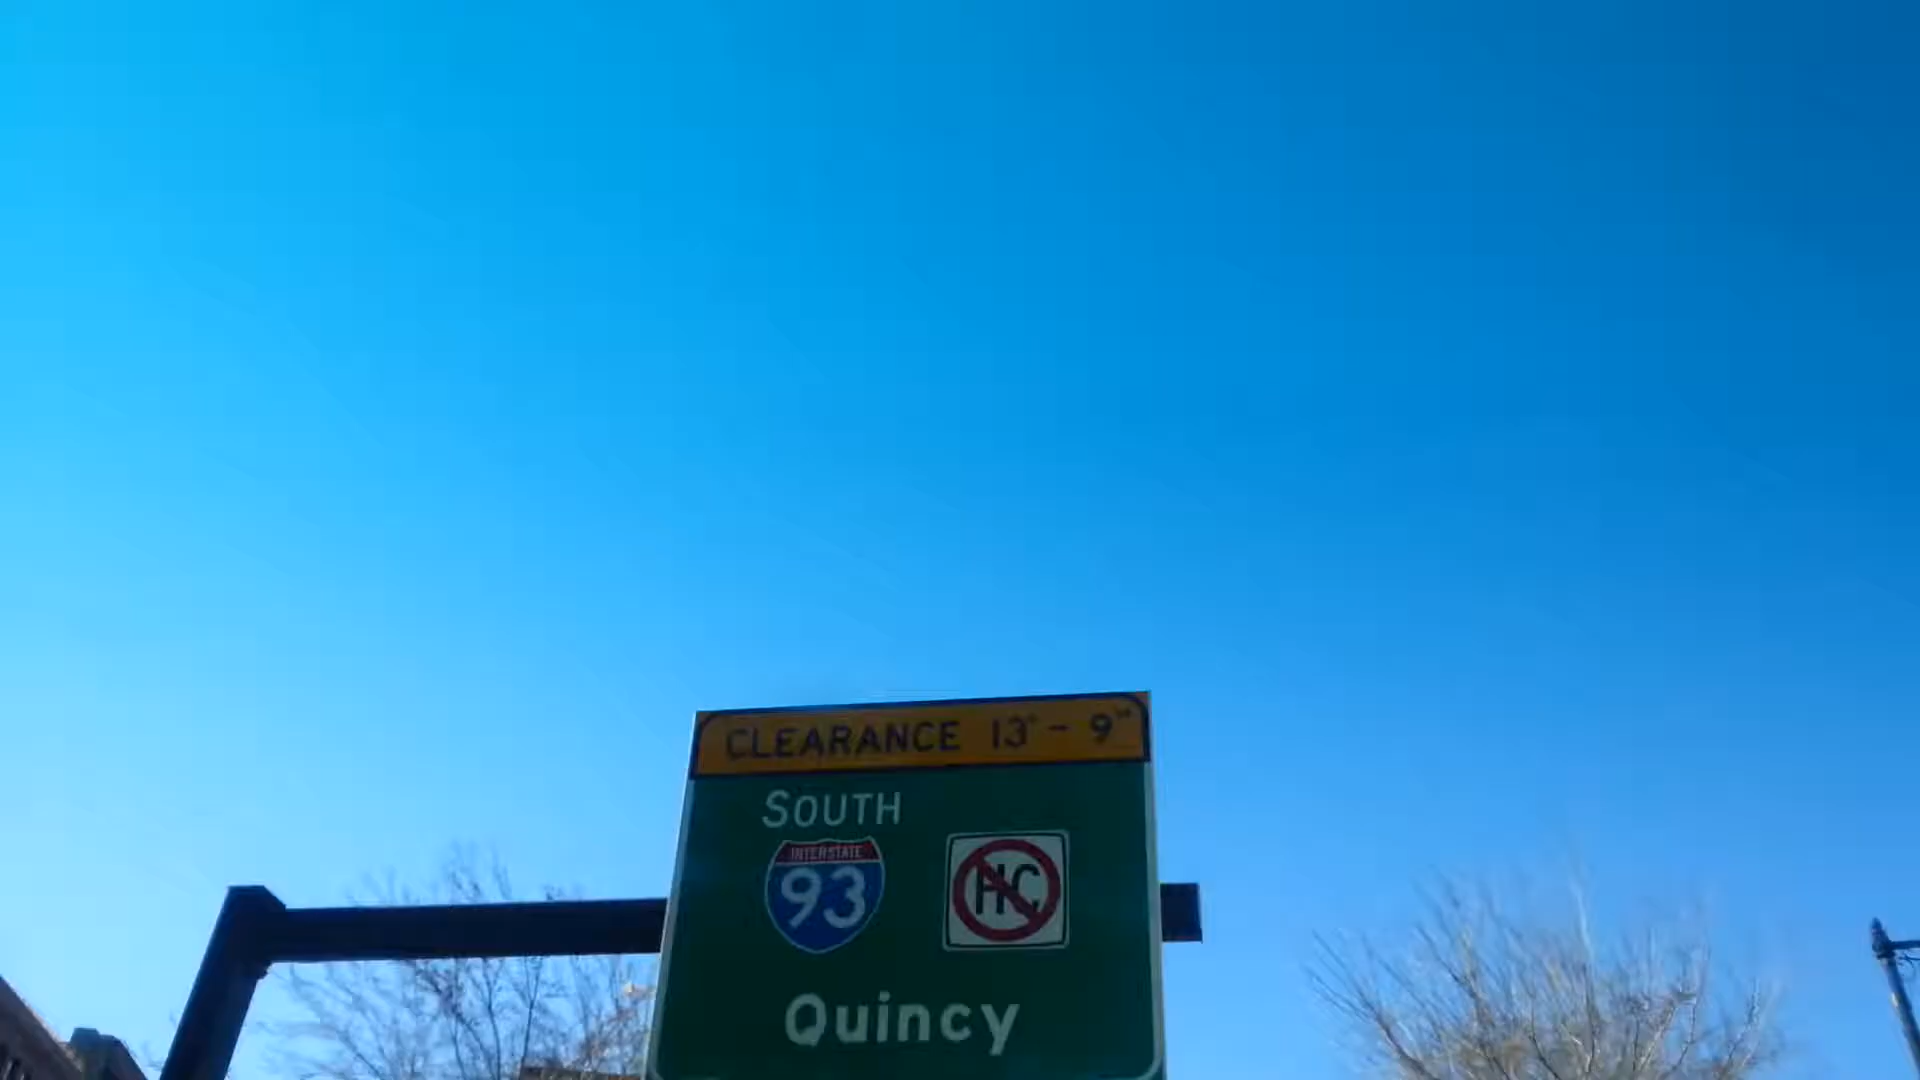 CLEARANCE 13' - 9"
SOUTH
INTERSTATE
93
HC
Quincy